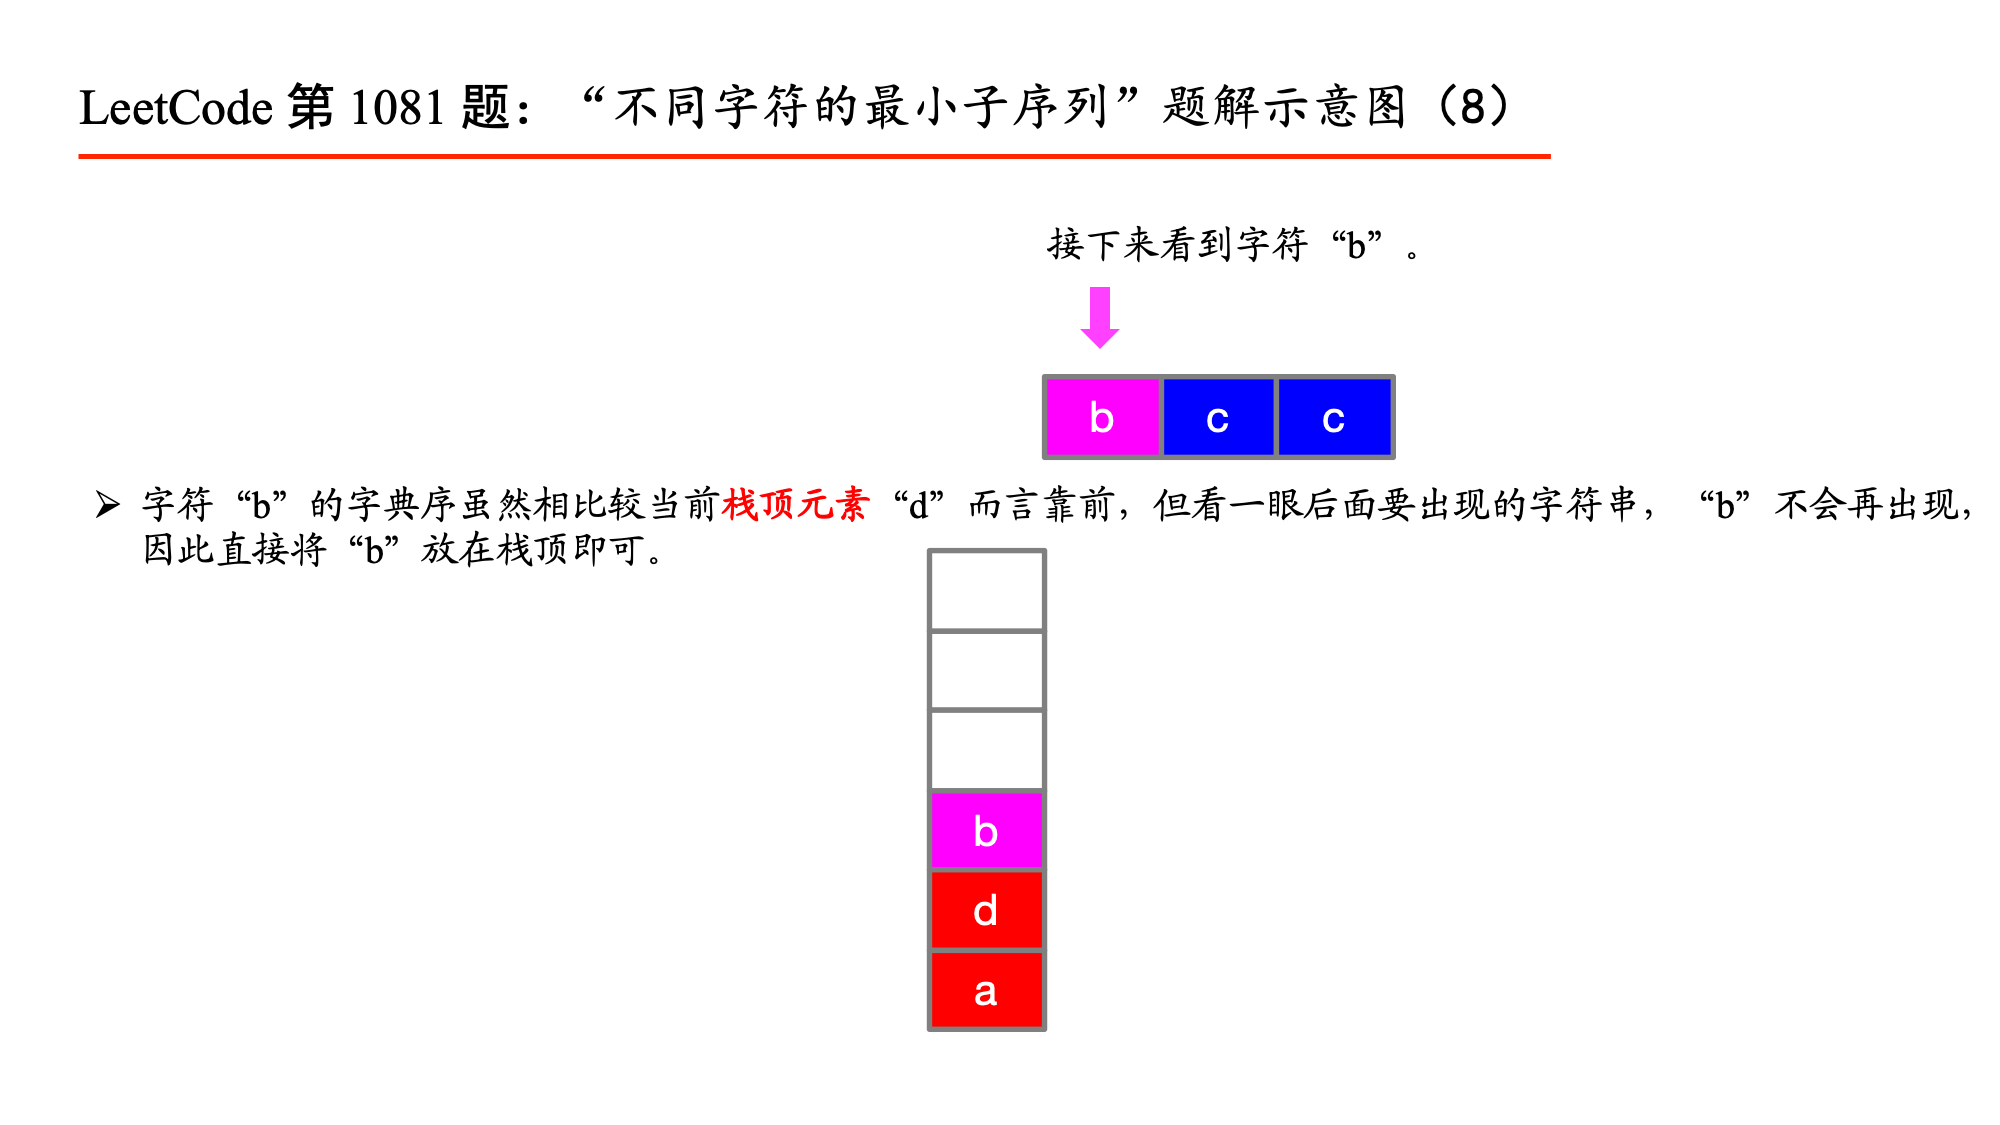 LeetCode 第 1081 题：“不同字符的最小子序列”题解示意图（8）
接下来看到字符“b”。
b c c
➢ 字符“b”的字典序虽然相比较当前栈顶元素“d”而言靠前，但看一眼后面要出现的字符串，“b”不会再出现，
因此直接将“b”放在栈顶即可。
b
d
a